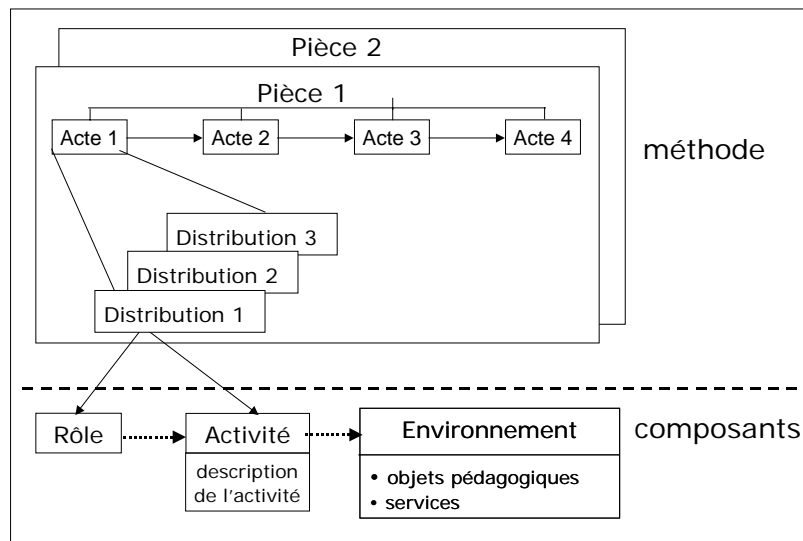 Pièce 2
Pièce 1
Acte 1
Acte 2
Acte 3
Acte 4
méthode
Distribution 3
Distribution 2
Distribution 1
Rôle
Activité
description
de l'activité
Environnement
• objets pédagogiques
• services
composants